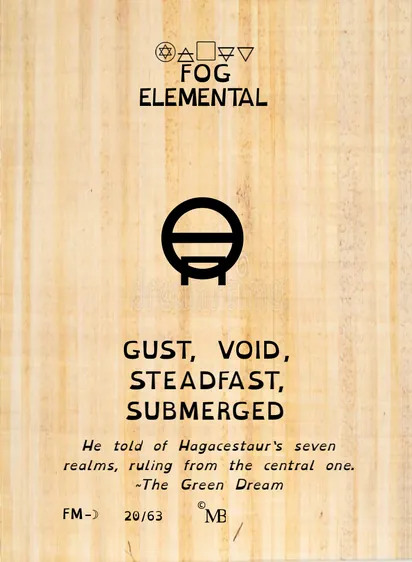 FOG
ELEMENTAL
GUST, VOID,
STEADFAST,
SUBMERGED
He told of Hagacestaur's seven
realms, ruling from the central one.
~The Green Dream
FM-☽ 20/63 © MB